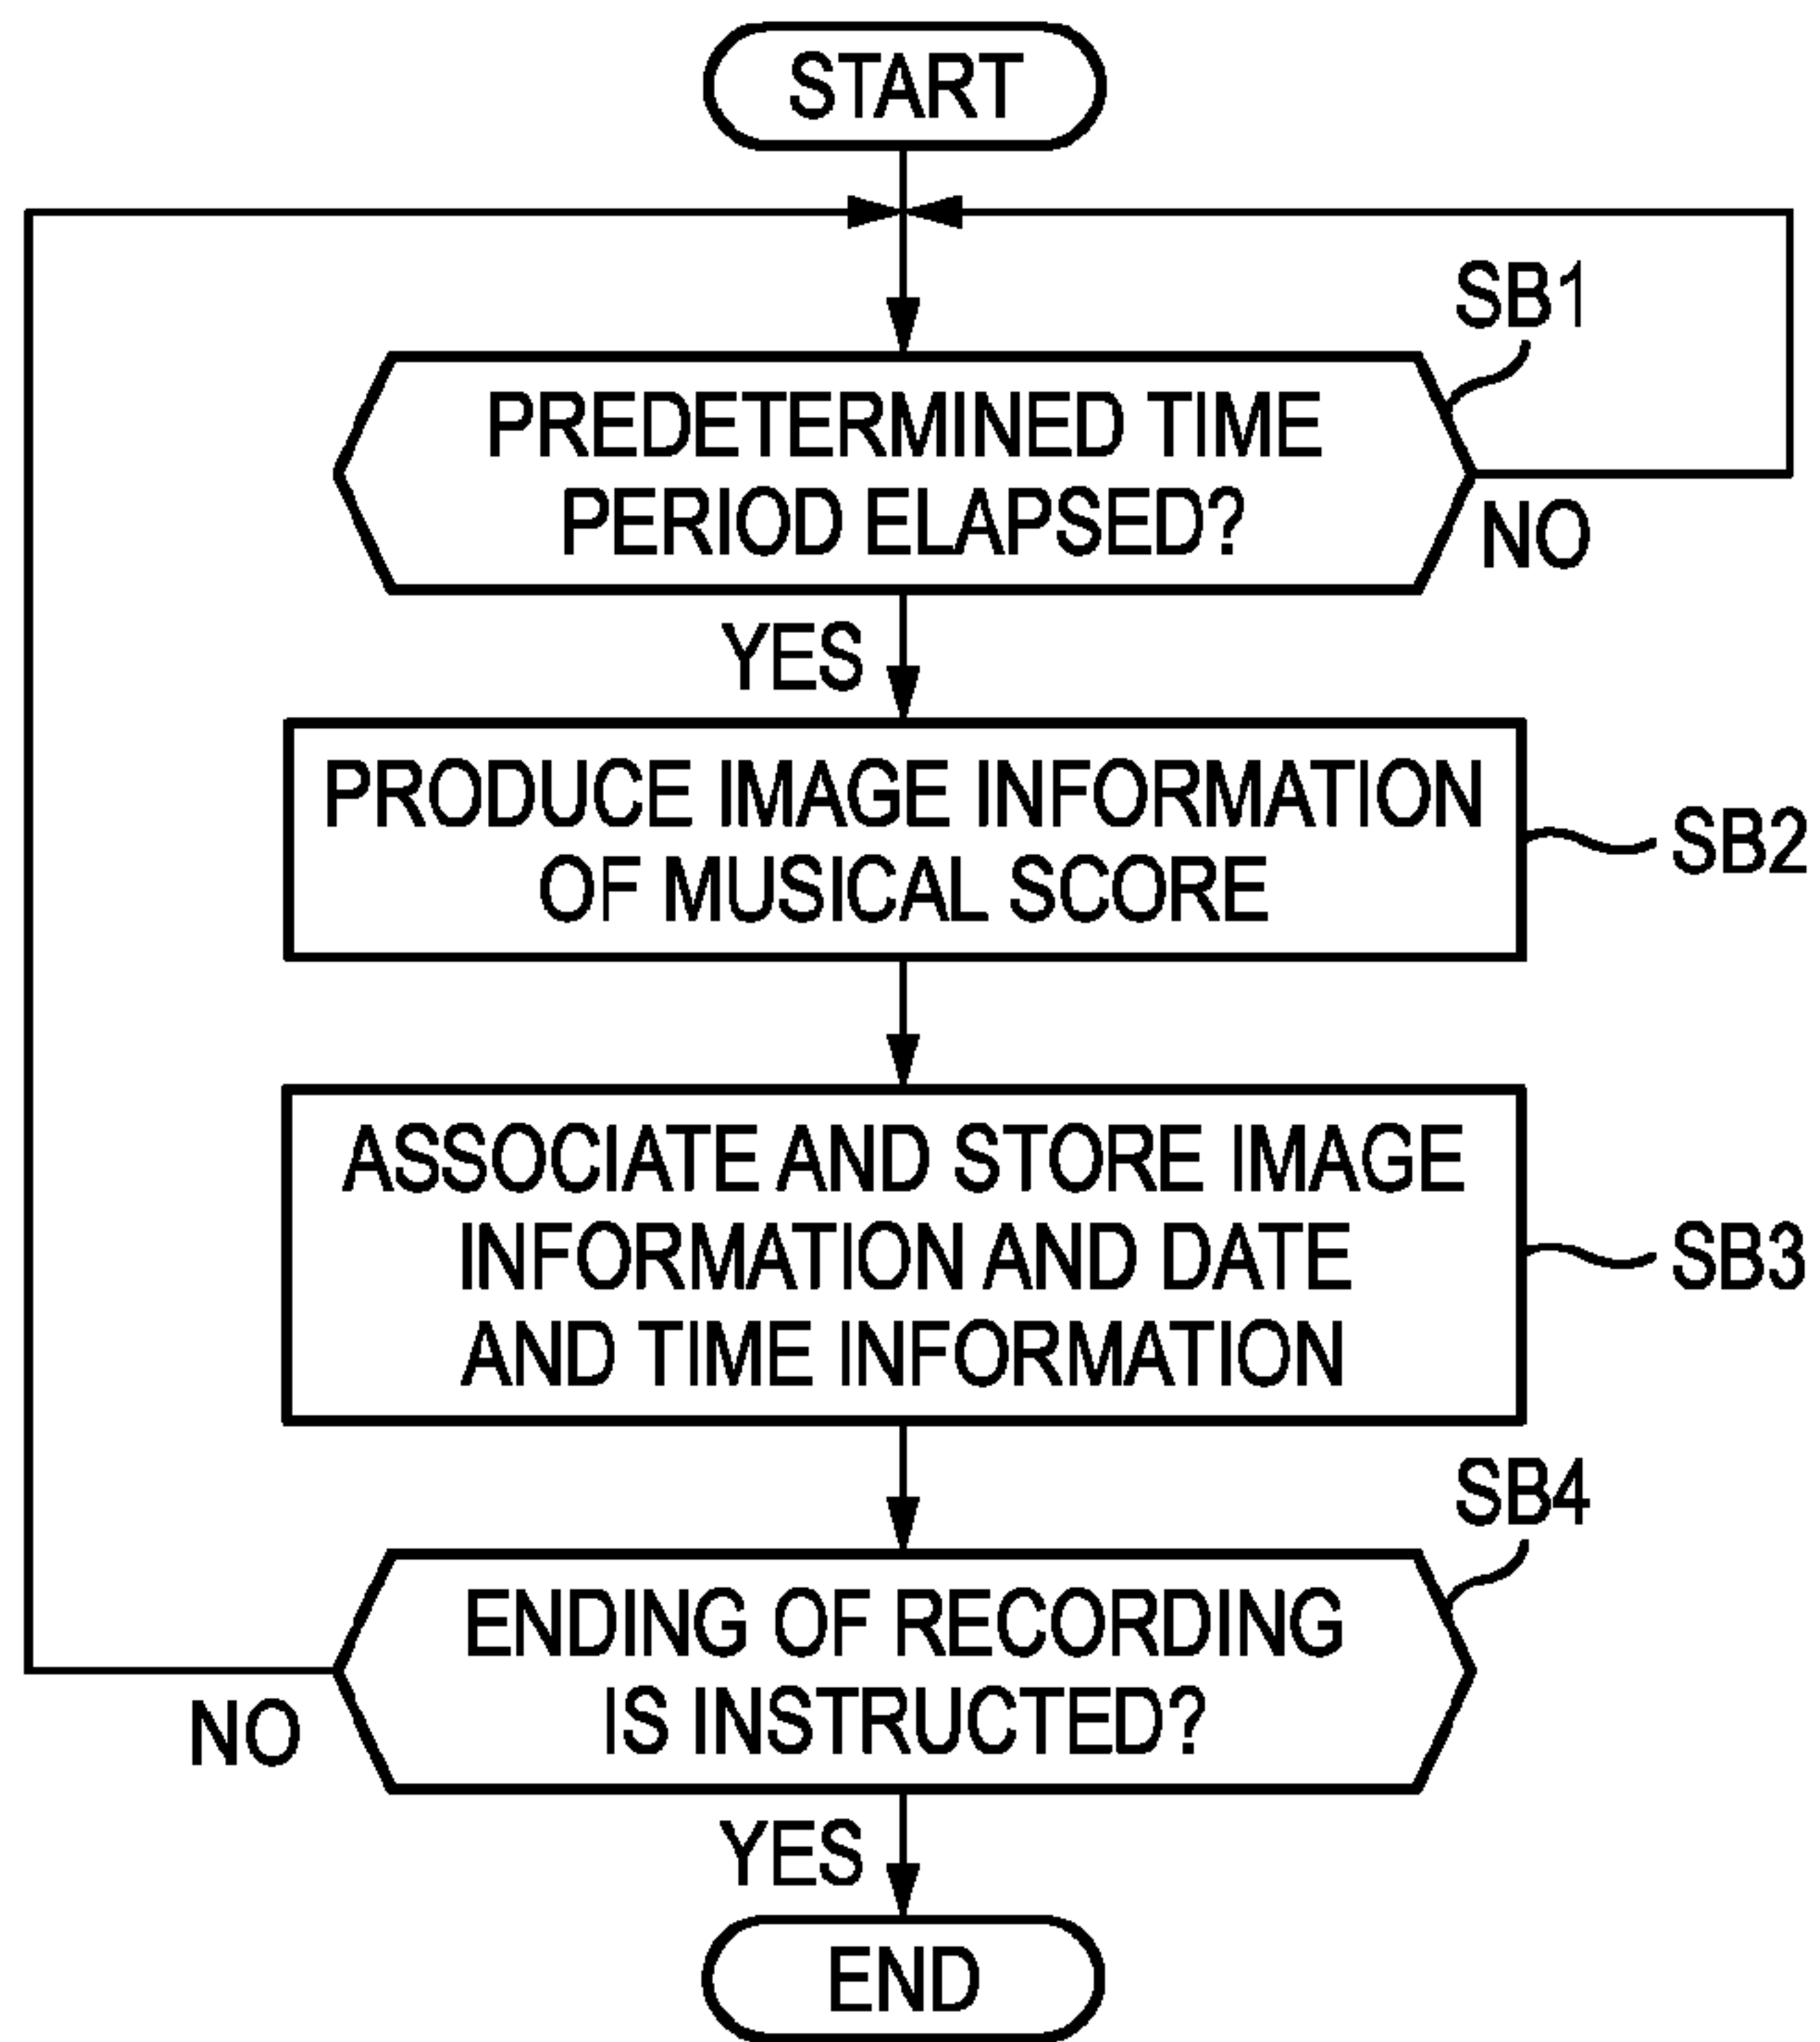 START
SB1
PREDETERMINED TIME
PERIOD ELAPSED?
NO
YES
PRODUCE IMAGE INFORMATION
OF MUSICAL SCORE
SB2
ASSOCIATE AND STORE IMAGE
INFORMATION AND DATE
AND TIME INFORMATION
SB3
SB4
ENDING OF RECORDING
IS INSTRUCTED?
NO
YES
END